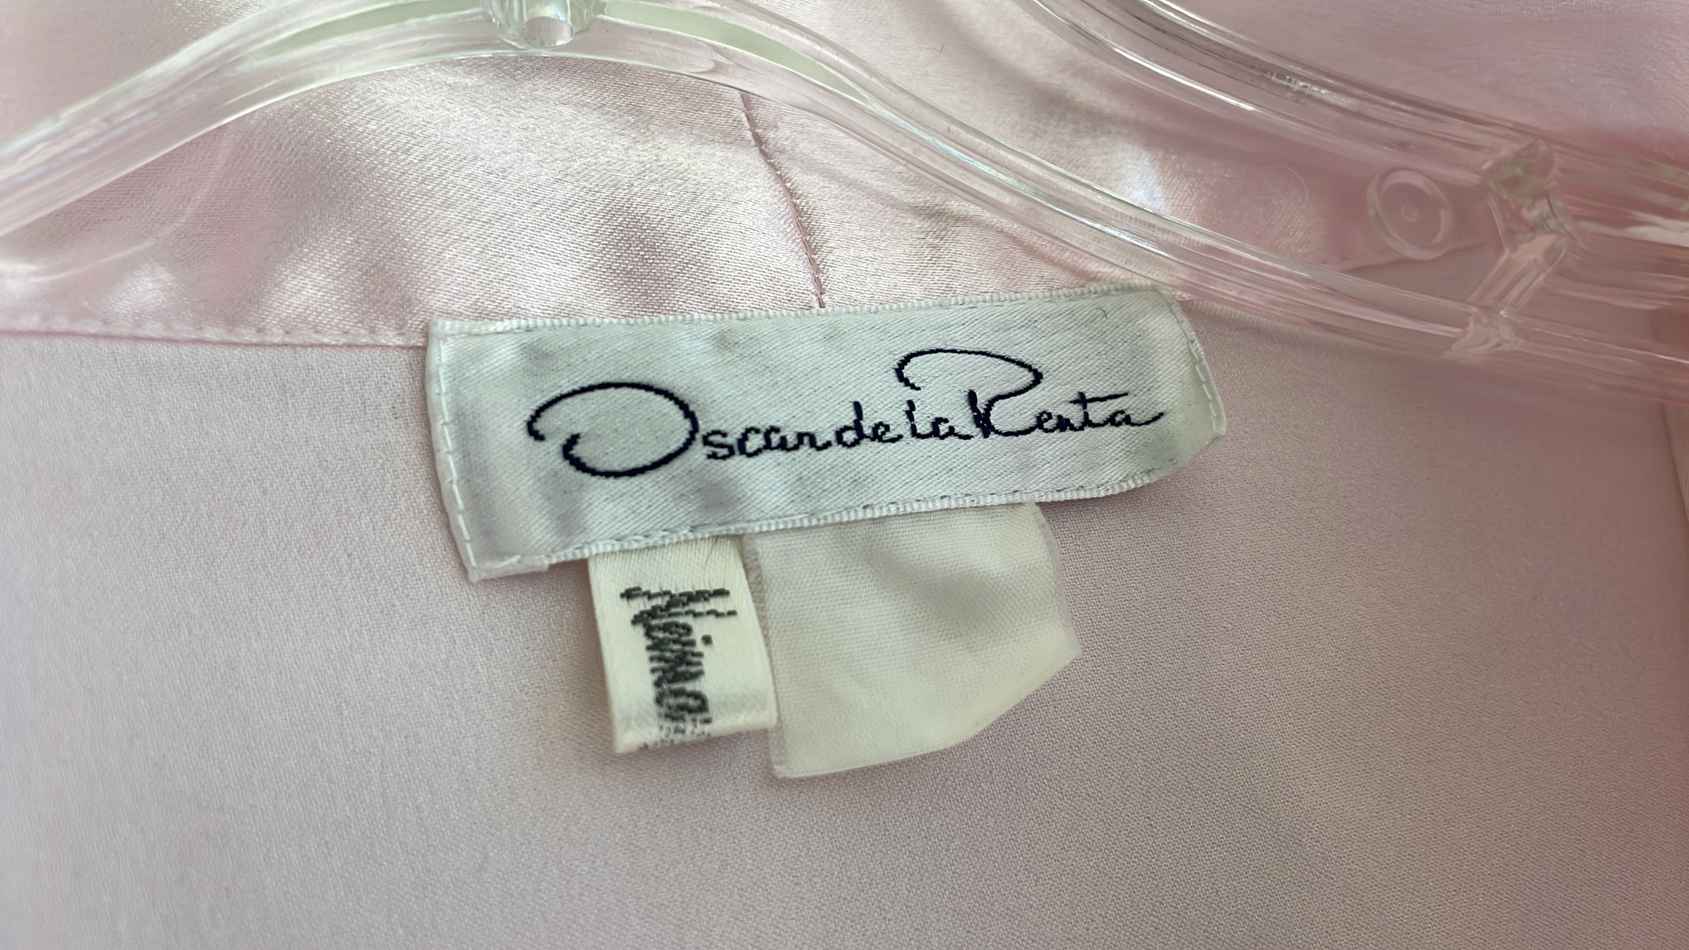 Oscar de la Renta